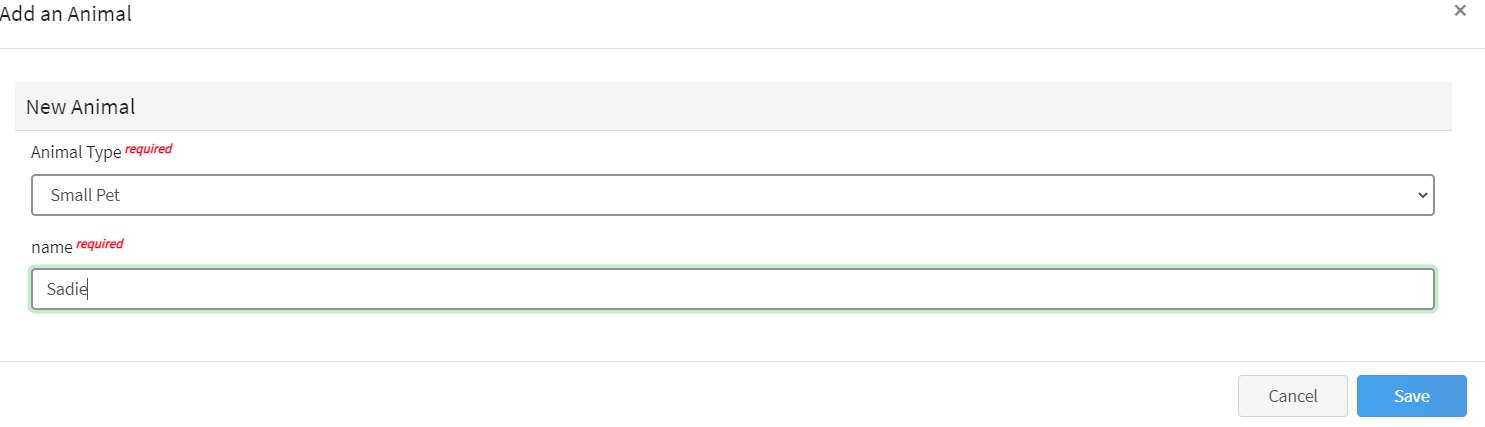 Add an Animal ×
New Animal
Animal Type required
Small Pet
name required
Sadie
Cancel Save